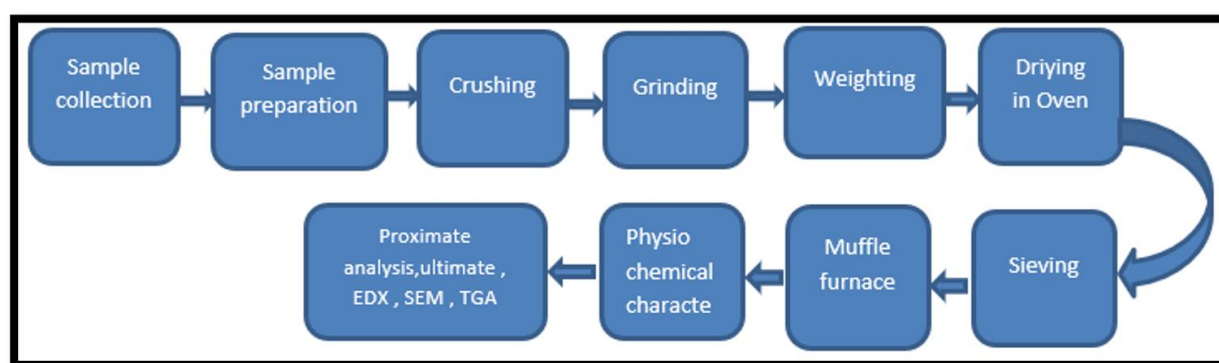 Sample
collection
Sample
preparation
Crushing
Grinding
Weighting
Driying
in Oven
Sieving
Muffle
furnace
Physio
chemical
characte
Proximate
analysis,ultimate ,
EDX , SEM , TGA